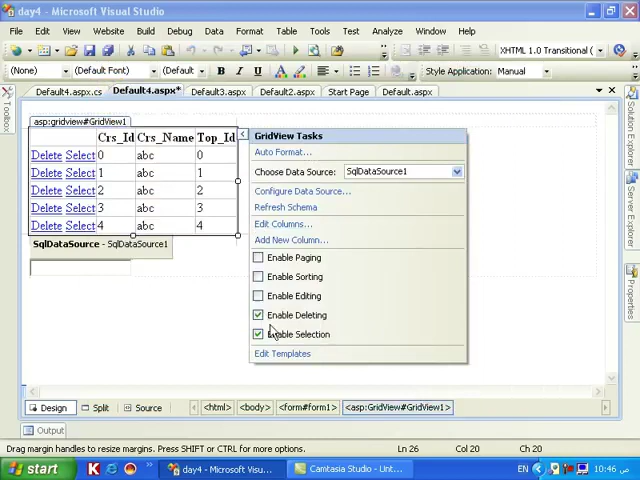 day4 - Microsoft Visual Studio
File Edit View Website Build Debug Data Format Table Tools Architecture Test Analyze Window Help
XHTML 1.0 Transitional (
(None) (Default Font) (Default Style Application: Manual
Default4.aspx.cs Default4.aspx* Default3.aspx Default2.aspx Start Page Default.aspx
Toolbox
asp:gridview#GridView1
Crs_Id Crs_Name Top_Id
Delete Select 0 abc 0
Delete Select 1 abc 1
Delete Select 2 abc 2
Delete Select 3 abc 3
Delete Select 4 abc 4
SqlDataSource - SqlDataSource1
GridView Tasks
Auto Format...
Choose Data Source: SqlDataSource1
Configure Data Source...
Refresh Schema
Edit Columns...
Add New Column...
Enable Paging
Enable Sorting
Enable Editing
Enable Deleting
Enable Selection
Edit Templates
Solution Explorer
Server Explorer
Properties
Design Split Source <html> <body> <form#form1> <asp:GridView#GridView1>
Output
Drag margin handles to resize margins. Press SHIFT or CTRL for more options. Ln 26 Col 20 Ch 20
start day4 - Microsoft Vis... Camtasia Studio - Unt... EN 10:46 ص